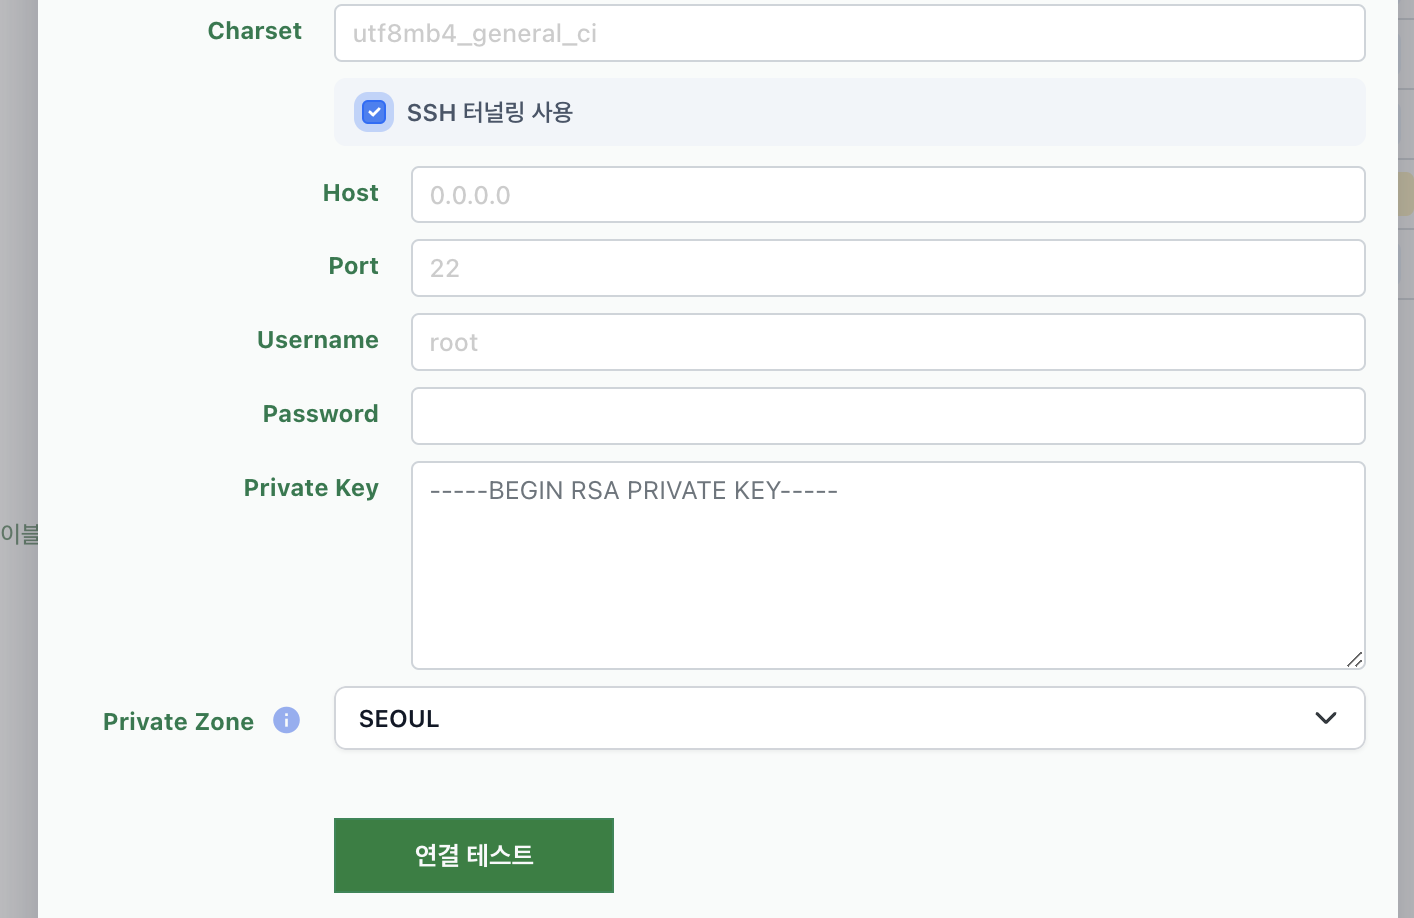 Charset
utf8mb4_general_ci
SSH 터널링 사용
Host
0.0.0.0
Port
22
Username
root
Password
Private Key
-----BEGIN RSA PRIVATE KEY-----
이블
Private Zone
i
SEOUL
연결 테스트